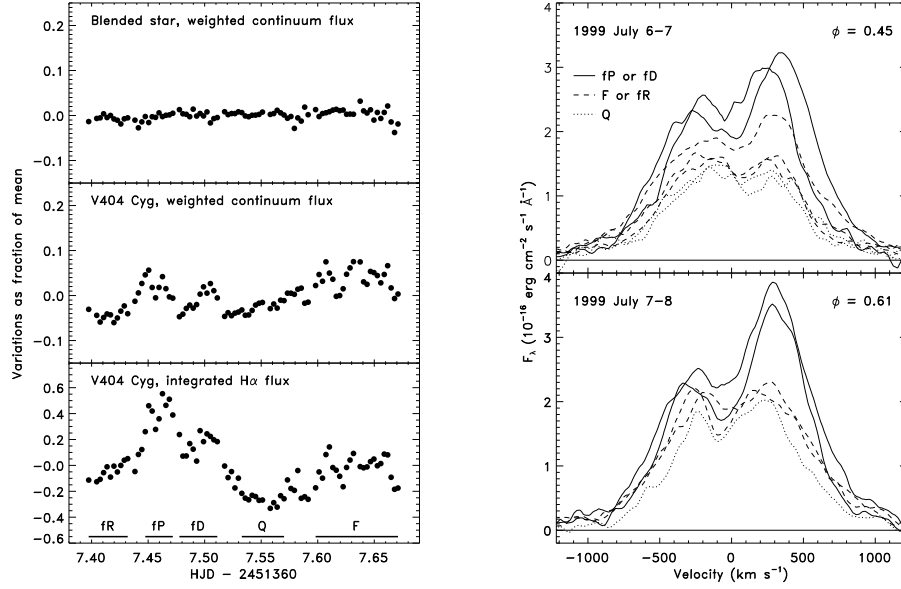 Blended star, weighted continuum flux
0.2
0.1
0.0
−0.1
V404 Cyg, weighted continuum flux
0.2
0.1
0.0
−0.1
V404 Cyg, integrated Hα flux
0.6
0.4
0.2
−0.0
−0.2
−0.4
−0.6
fR fP fD Q F
7.40 7.45 7.50 7.55 7.60 7.65
HJD − 2451360
Variations as fraction of mean
1999 July 6−7 ϕ = 0.45
fP or fD
F or fR
Q
4
3
2
1
0
1999 July 7−8 ϕ = 0.61
4
3
2
1
0
−1000 −500 0 500 1000
Velocity (km s⁻¹)
Fλ (10⁻¹⁶ erg cm⁻² s⁻¹ Å⁻¹)